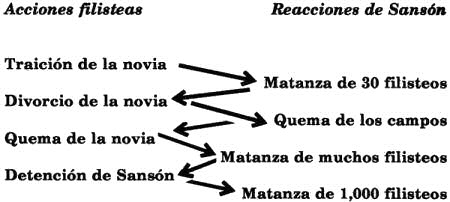 Acciones filisteas
Reacciones de Sansón
Traición de la novia
Matanza de 30 filisteos
Divorcio de la novia
Quema de los campos
Quema de la novia
Matanza de muchos filisteos
Detención de Sansón
Matanza de 1,000 filisteos